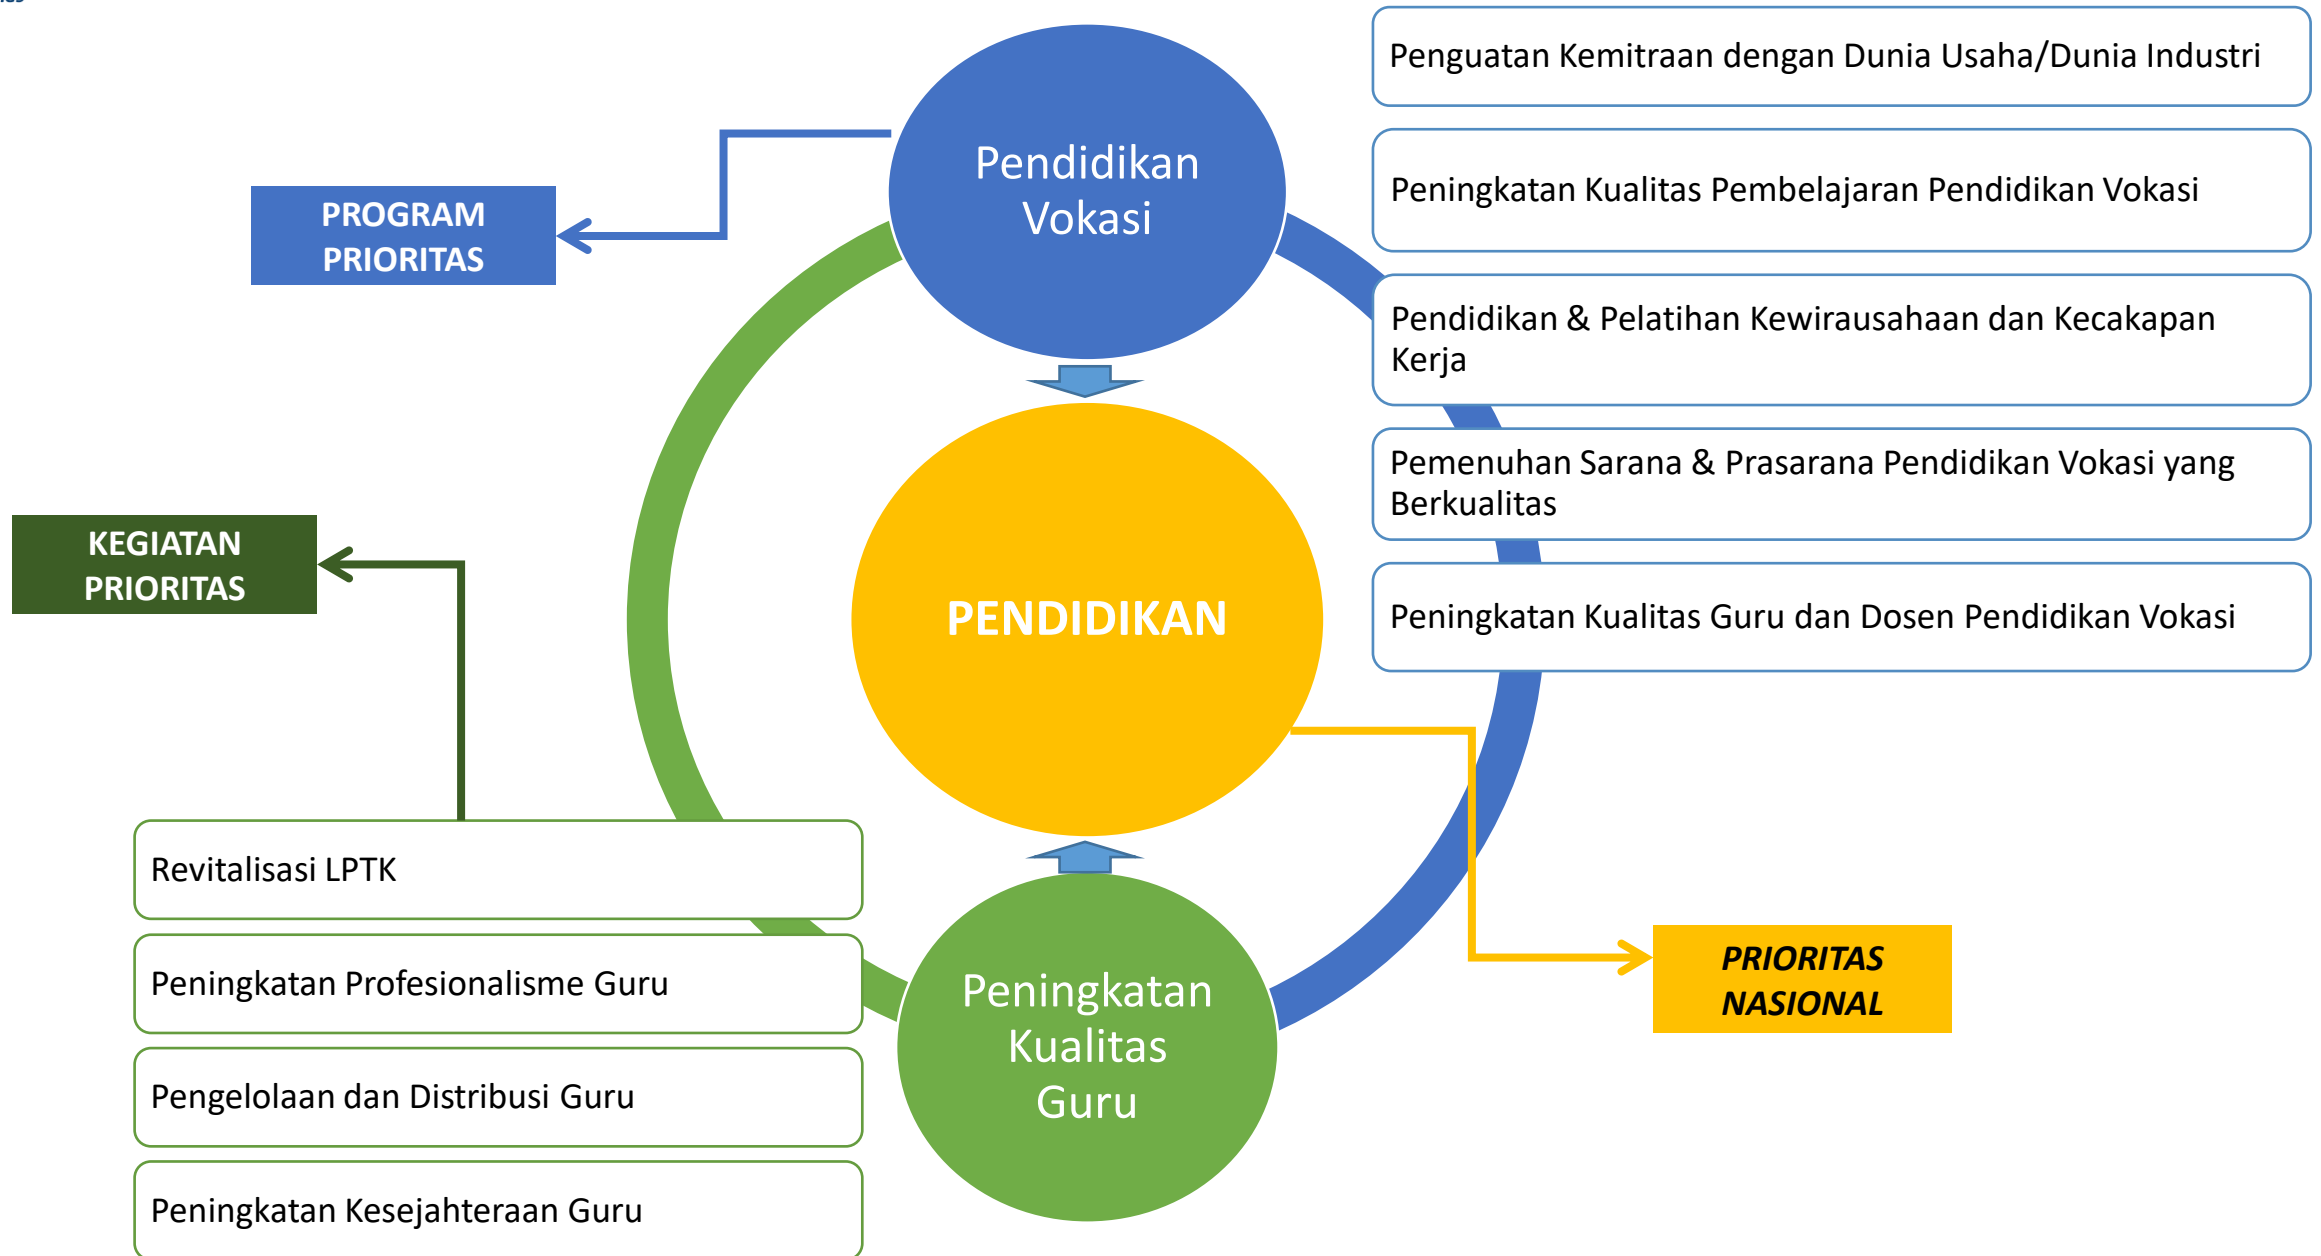 Pendidikan
Vokasi
PROGRAM
PRIORITAS
Penguatan Kemitraan dengan Dunia Usaha/Dunia Industri
Peningkatan Kualitas Pembelajaran Pendidikan Vokasi
Pendidikan & Pelatihan Kewirausahaan dan Kecakapan
Kerja
Pemenuhan Sarana & Prasarana Pendidikan Vokasi yang
Berkualitas
Peningkatan Kualitas Guru dan Dosen Pendidikan Vokasi
KEGIATAN
PRIORITAS
PENDIDIKAN
Revitalisasi LPTK
Peningkatan Profesionalisme Guru
Pengelolaan dan Distribusi Guru
Peningkatan Kesejahteraan Guru
Peningkatan
Kualitas
Guru
PRIORITAS
NASIONAL